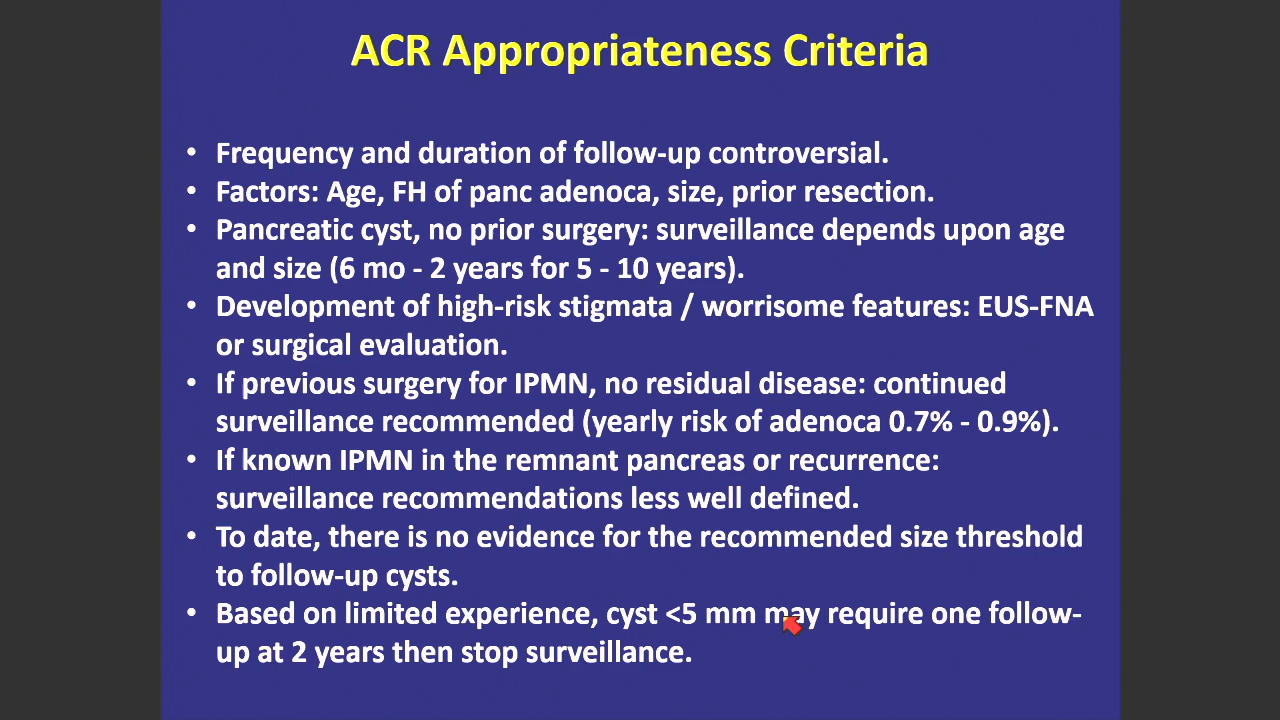 ACR Appropriateness Criteria
• Frequency and duration of follow-up controversial.
• Factors: Age, FH of panc adenoca, size, prior resection.
• Pancreatic cyst, no prior surgery: surveillance depends upon age
and size (6 mo - 2 years for 5 - 10 years).
• Development of high-risk stigmata / worrisome features: EUS-FNA
or surgical evaluation.
• If previous surgery for IPMN, no residual disease: continued
surveillance recommended (yearly risk of adenoca 0.7% - 0.9%).
• If known IPMN in the remnant pancreas or recurrence:
surveillance recommendations less well defined.
• To date, there is no evidence for the recommended size threshold
to follow-up cysts.
• Based on limited experience, cyst <5 mm may require one follow-
up at 2 years then stop surveillance.